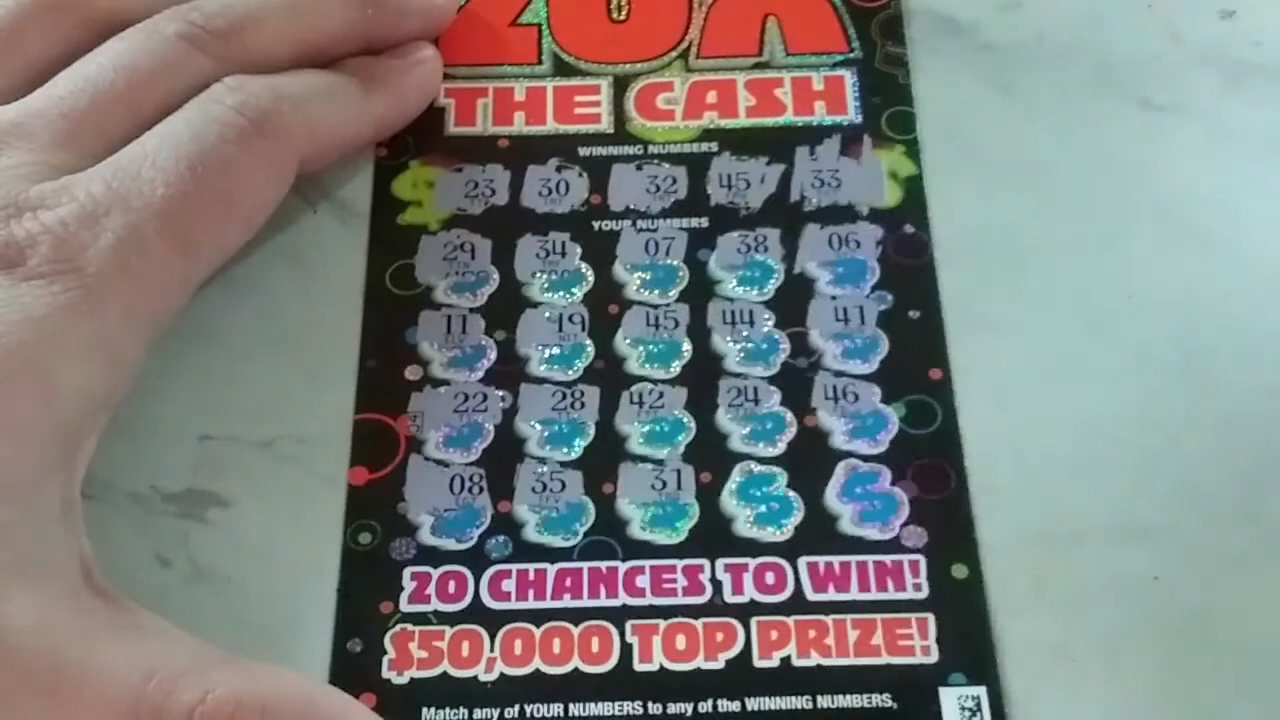 20X
THE CASH
WINNING NUMBERS
23 30 32 45 33
YOUR NUMBERS
29 34 07 38 06
11 19 45 44 41
22 28 42 24 46
08 35 31
20 CHANCES TO WIN!
$50,000 TOP PRIZE!
Match any of YOUR NUMBERS to any of the WINNING NUMBERS,